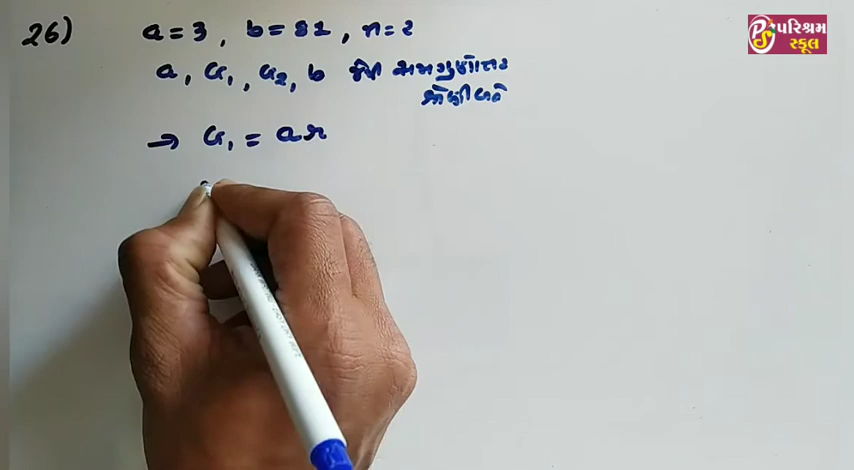 26) a = 3, b = 81, n = 2
a, G₁, G₂, b સમગુણોત્તર
શ્રેણી
→ G₁ = ar
પરિશ્રમ
સ્કૂલ